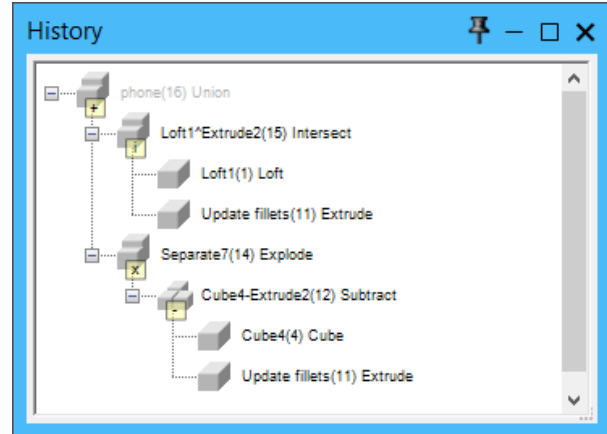 History
phone(16) Union
+
Loft1^Extrude2(15) Intersect
i
Loft1(1) Loft
Update fillets(11) Extrude
Separate7(14) Explode
x
Cube4-Extrude2(12) Subtract
-
Cube4(4) Cube
Update fillets(11) Extrude